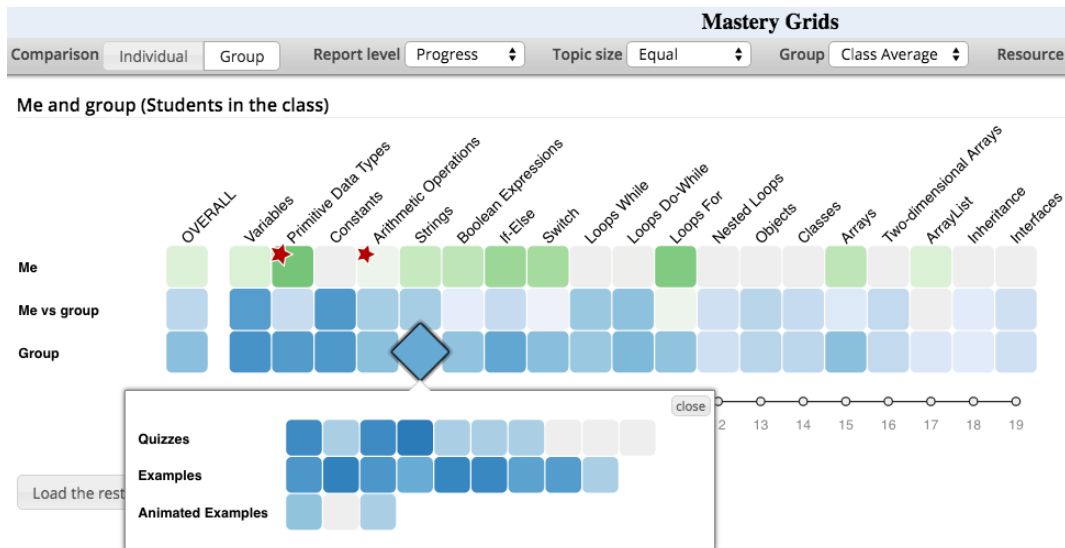 Mastery Grids
Comparison Individual Group Report level Progress Topic size Equal Group Class Average Resource
Me and group (Students in the class)
OVERALL
Variables
Primitive Data Types
Constants
Arithmetic Operations
Strings
Boolean Expressions
If-Else
Switch
Loops While
Loops Do-While
Loops For
Nested Loops
Objects
Classes
Arrays
Two-dimensional Arrays
ArrayList
Inheritance
Interfaces
Me
Me vs group
Group
close
2 13 14 15 16 17 18 19
Quizzes
Examples
Load the rest
Animated Examples